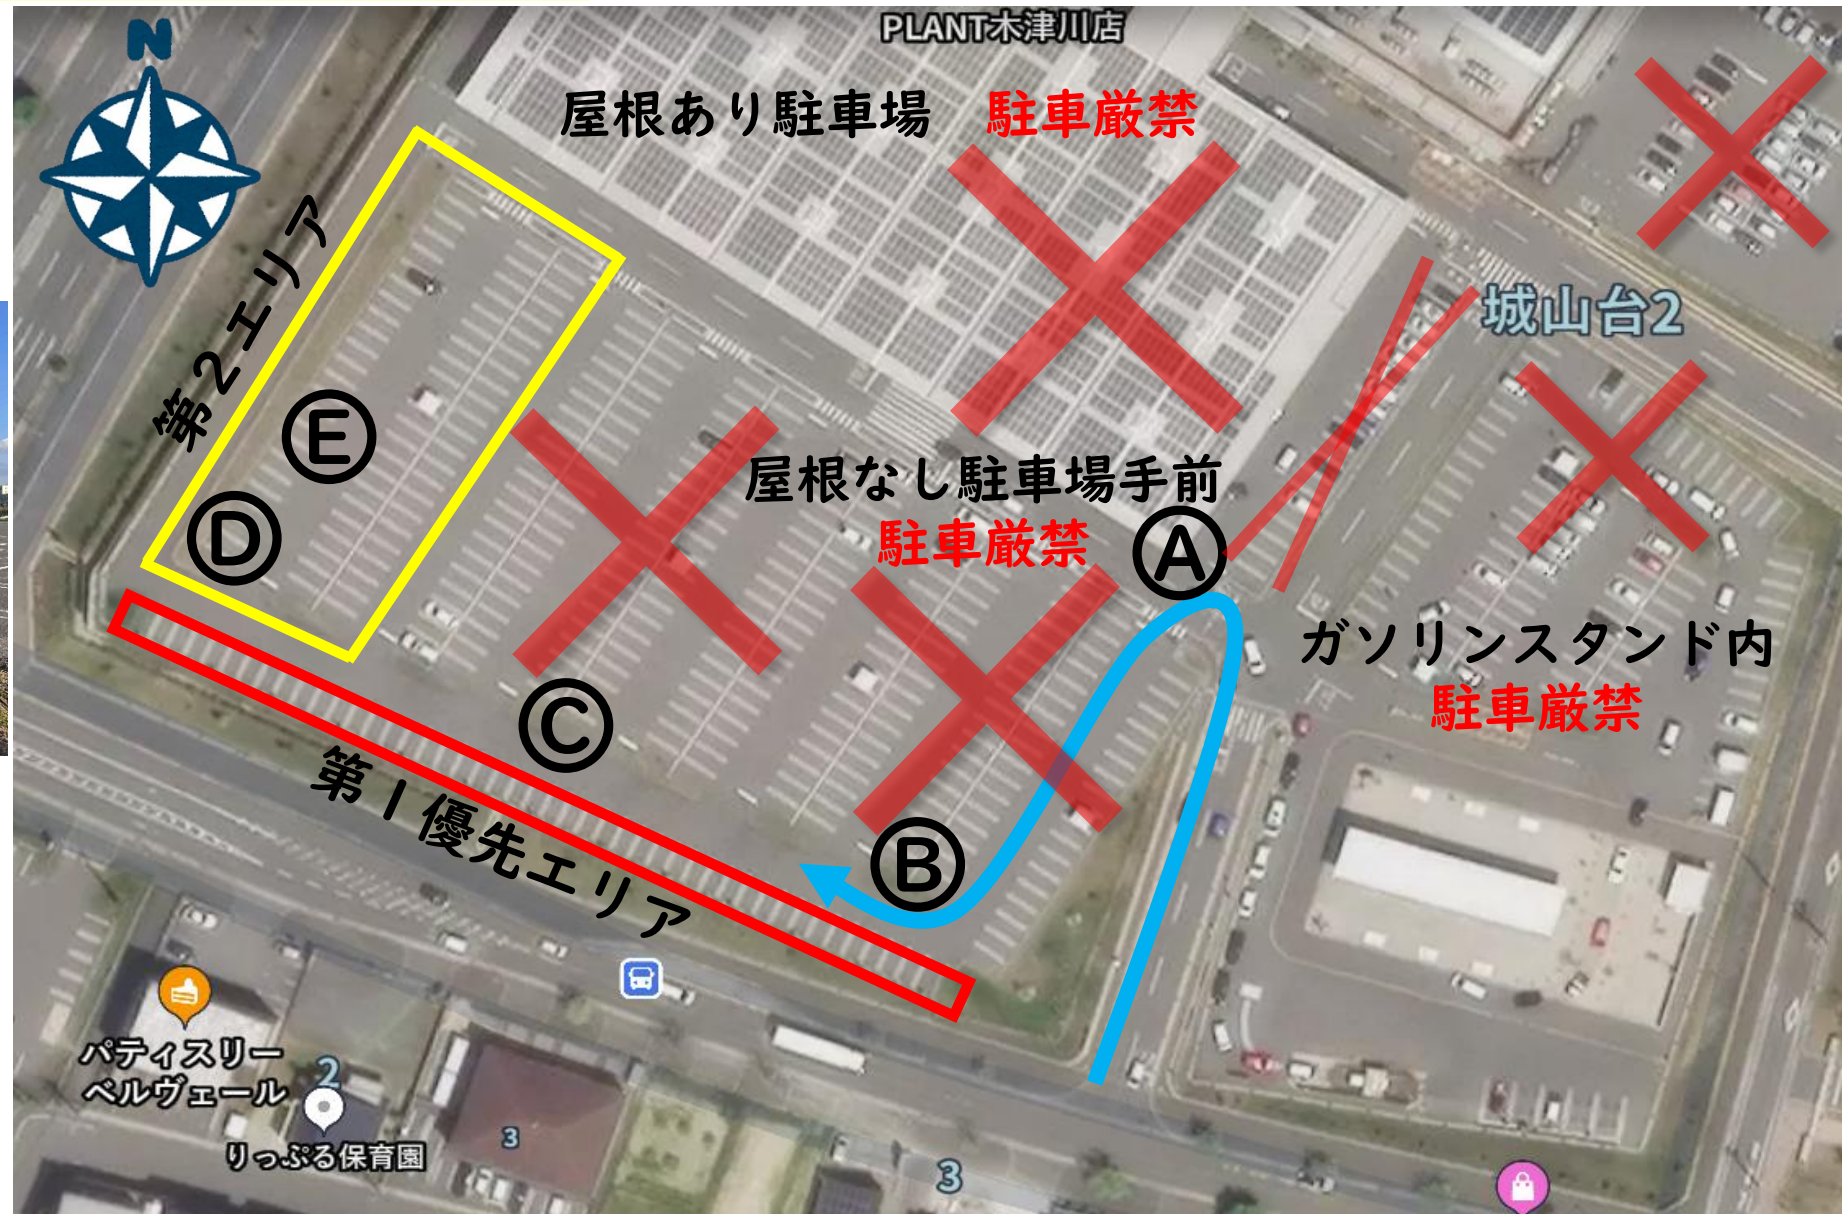 N
PLANT木津川店
屋根あり駐車場 駐車厳禁
第2エリア
城山台2
E
D
屋根なし駐車場手前
駐車厳禁
A
ガソリンスタンド内
駐車厳禁
C
B
第1優先エリア
パティスリー
ベルヴェール
2
りっぷる保育園
3
3